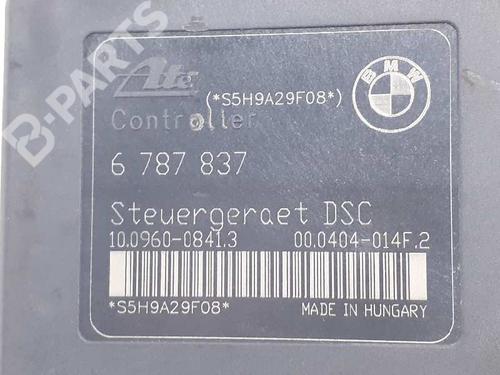 B-PARTS
Ate
(*S5H9A29F08*)
BMW
Controller
6 787 837
Steuergeraet DSC
10.0960-0841.3 00.0404-014F.2
*S5H9A29F08* MADE IN HUNGARY
B-PARTS